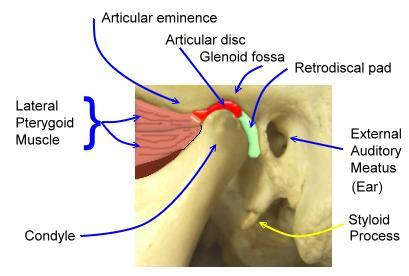 Articular eminence
Articular disc
Glenoid fossa
Retrodiscal pad
Lateral
Pterygoid
Muscle
External
Auditory
Meatus
(Ear)
Styloid
Process
Condyle